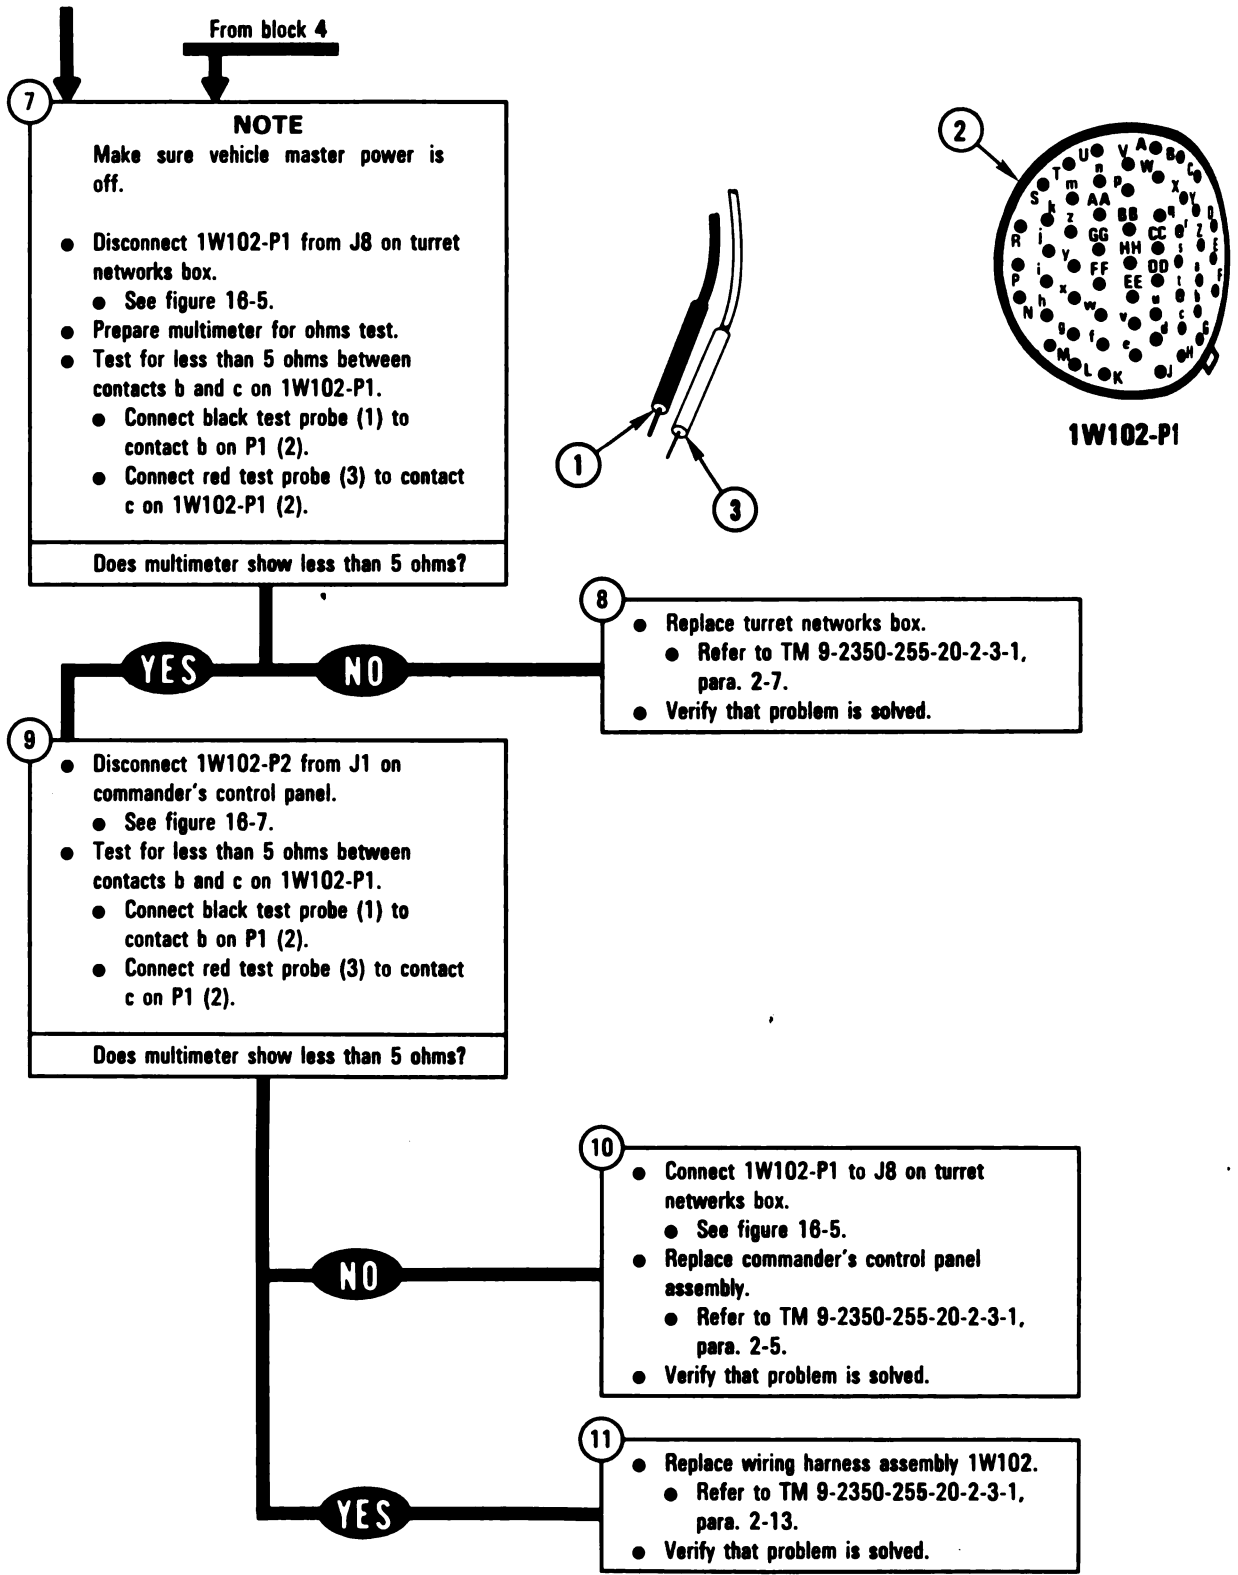 From block 4
7
NOTE
Make sure vehicle master power is
off.
● Disconnect 1W102-P1 from J8 on turret
networks box.
● See figure 16-5.
● Prepare multimeter for ohms test.
● Test for less than 5 ohms between
contacts b and c on 1W102-P1.
● Connect black test probe (1) to
contact b on P1 (2).
● Connect red test probe (3) to contact
c on 1W102-P1 (2).
Does multimeter show less than 5 ohms?
1
3
2
U V A B C
T n W
S m p X Y
k AA BB q D
R j z GG CC r Z E
HH s
P i y FF DD a F
EE t b
N h x w u c
g f v d G
M e H
L K J
1W102-P1
YES
NO
8
● Replace turret networks box.
● Refer to TM 9-2350-255-20-2-3-1,
para. 2-7.
● Verify that problem is solved.
9
● Disconnect 1W102-P2 from J1 on
commander's control panel.
● See figure 16-7.
● Test for less than 5 ohms between
contacts b and c on 1W102-P1.
● Connect black test probe (1) to
contact b on P1 (2).
● Connect red test probe (3) to contact
c on P1 (2).
Does multimeter show less than 5 ohms?
NO
10
● Connect 1W102-P1 to J8 on turret
netwerks box.
● See figure 16-5.
● Replace commander's control panel
assembly.
● Refer to TM 9-2350-255-20-2-3-1,
para. 2-5.
● Verify that problem is solved.
YES
11
● Replace wiring harness assembly 1W102.
● Refer to TM 9-2350-255-20-2-3-1,
para. 2-13.
● Verify that problem is solved.